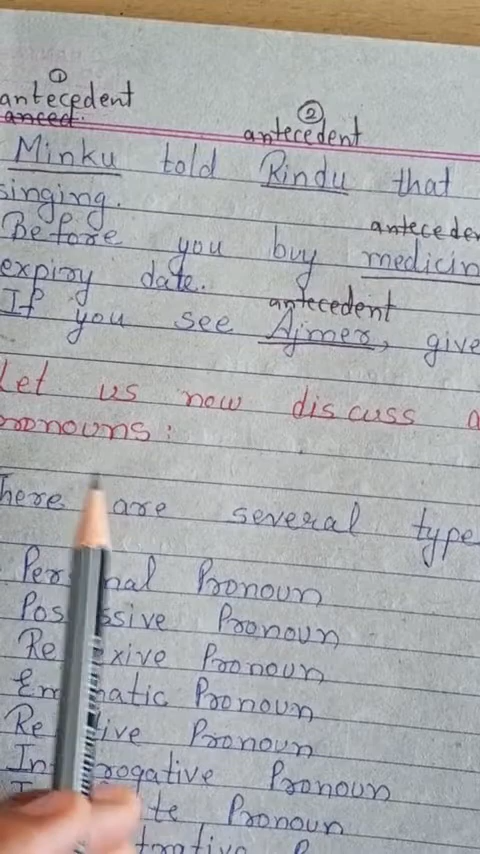 ①
antecedent
anced.
②
antecedent
Minku told Rindu that
singing.
antecede
Before you buy medicin
expiry date.
antecedent
If you see Ajmer, give
Let us now discuss a
pronouns:
There are several type
Personal Pronoun
Possessive Pronoun
Reflexive Pronoun
Emphatic Pronoun
Pronoun
Interrogative Pronoun
Pronoun